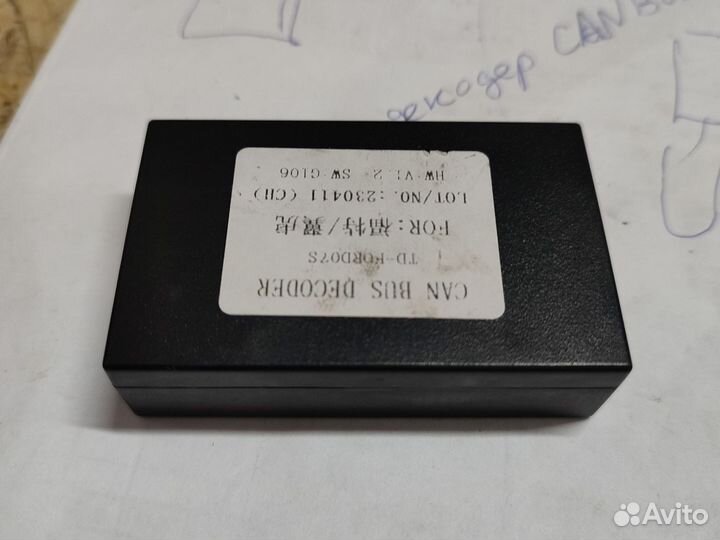 декодер CAN
CAN BUS DECODER
TD-FORD07S
FOR:福特/翼虎
LOT/NO.:230411 (CH)
HW:V1.2 SW:G106
Avito